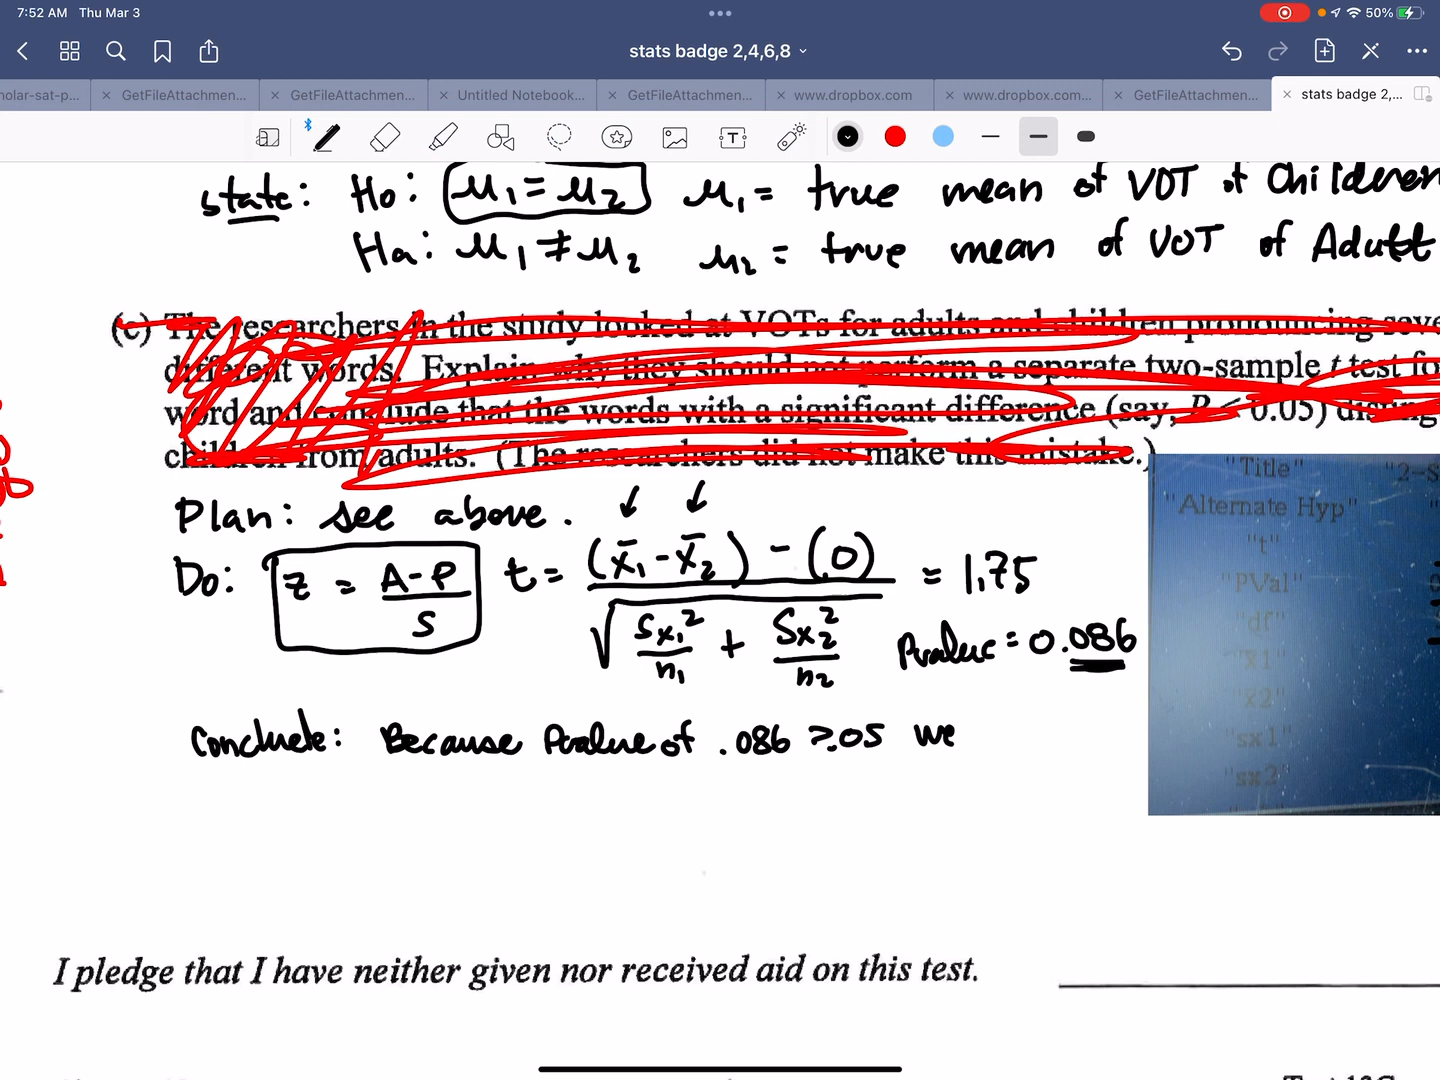 7:52 AM Thu Mar 3
50%
stats badge 2,4,6,8
olar-sat-p...
GetFileAttachmen...
GetFileAttachmen...
Untitled Notebook...
GetFileAttachmen...
www.dropbox.com
www.dropbox.com...
GetFileAttachmen...
stats badge 2,...
state: Ho: μ1 = μ2 μ1 = true mean of VOT of Childeren
Ha: μ1 ≠ μ2 μ2 = true mean of VOT of Adult
(c) The researchers in the study looked at VOTs for adults and children pronouncing seve
different words. Explain why they should not perform a separate two-sample t test fo
word and conclude that the words with a significant difference (say, P < 0.05) disting
children from adults. (The researchers did not make this mistake.)
Plan: see above. ↓ ↓
Do: z = A-P/S t = (x̄1 - x̄2) - (0) / √(Sx1²/n1 + Sx2²/n2) = 1.75
Pvalue = 0.086
Conclude: Because Pvalue of .086 > .05 we
"Title" "2-S
"Alternate Hyp"
"t"
"PVal"
"df"
"x̄1"
"x̄2"
"sx1"
"sx2"
I pledge that I have neither given nor received aid on this test.